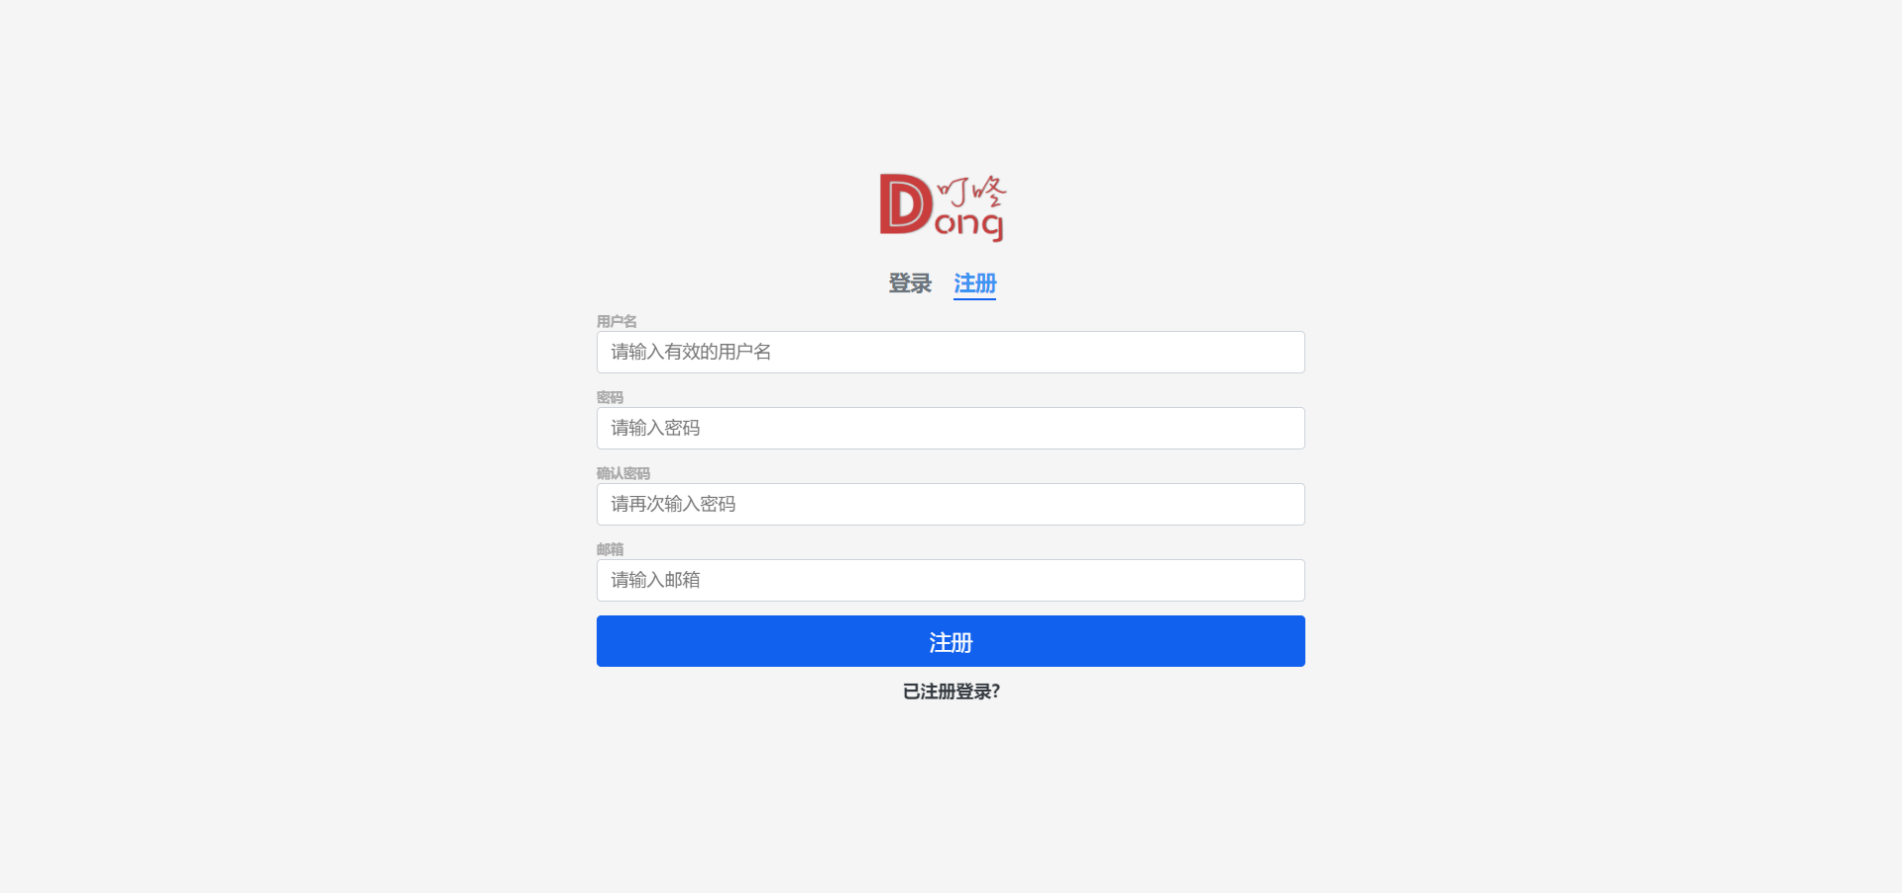 叮咚
Dong
登录 注册
用户名
请输入有效的用户名
密码
请输入密码
确认密码
请再次输入密码
邮箱
请输入邮箱
注册
已注册登录?